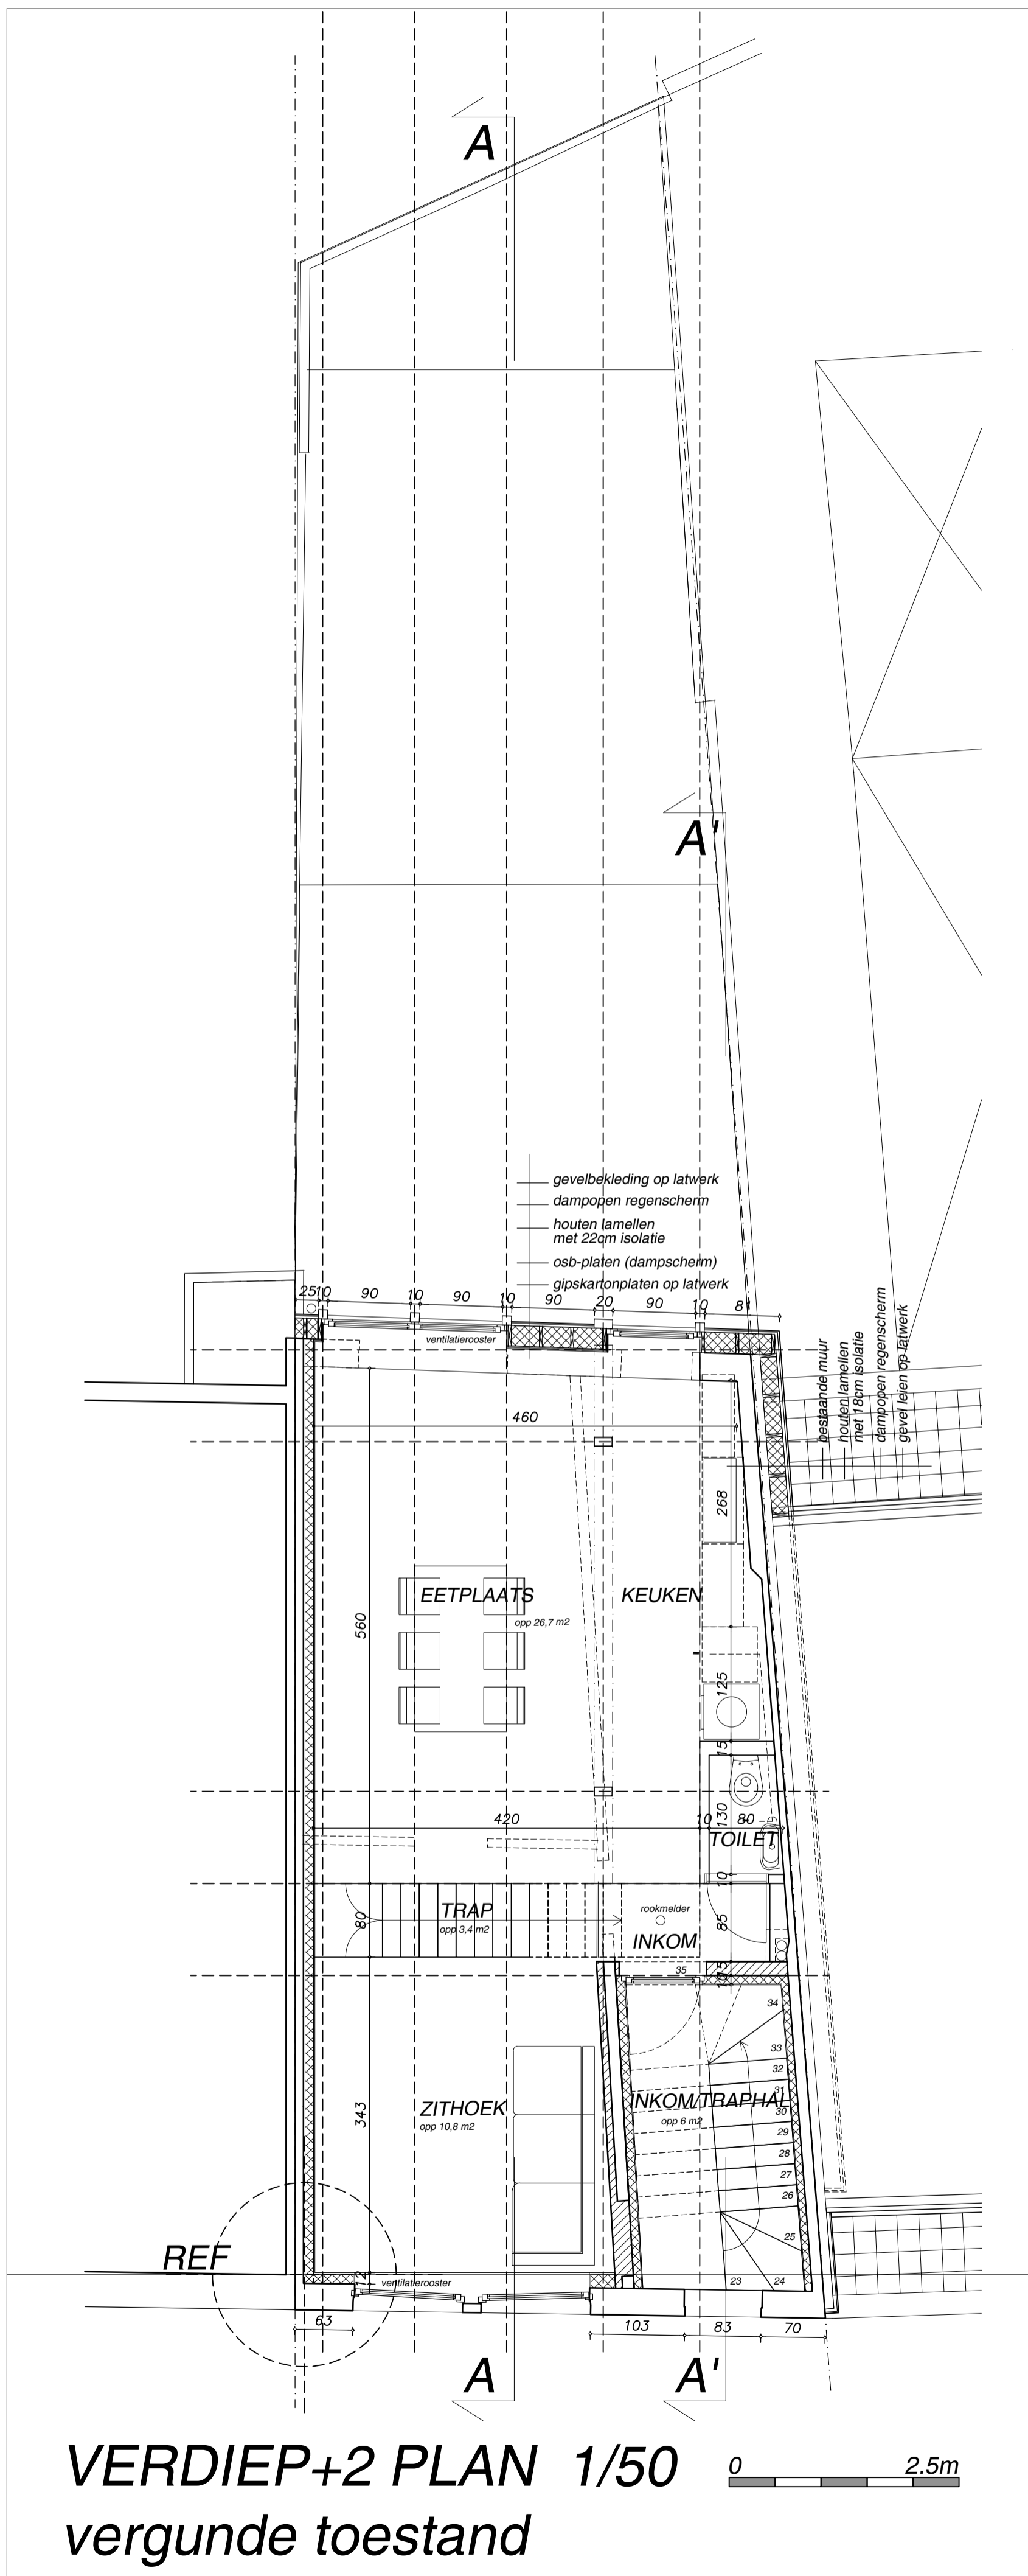 A
A'
gevelbekleding op latwerk
dampopen regenscherm
houten lamellen
met 22cm isolatie
osb-platen (dampscherm)
gipskartonplaten op latwerk
25 10 90 10 90 10 90 20 90 10 81
ventilatierooster
bestaande muur
houten lamellen
met 18cm isolatie
dampopen regenscherm
gevel leien op latwerk
460
268
EETPLAATS
KEUKEN
opp 26,7 m2
560
125
15
130
420
10
80
TOILET
10
TRAP
opp 3,4 m2
80
rookmelder
INKOM
85
35
15
10
34
33
32
31
INKOM/TRAPHAL
opp 6 m2
30
29
28
27
26
25
24
23
343
ZITHOEK
opp 10,8 m2
REF
12
ventilatierooster
63
103
83
70
A
A'
VERDIEP+2 PLAN 1/50
0
2.5m
vergunde toestand